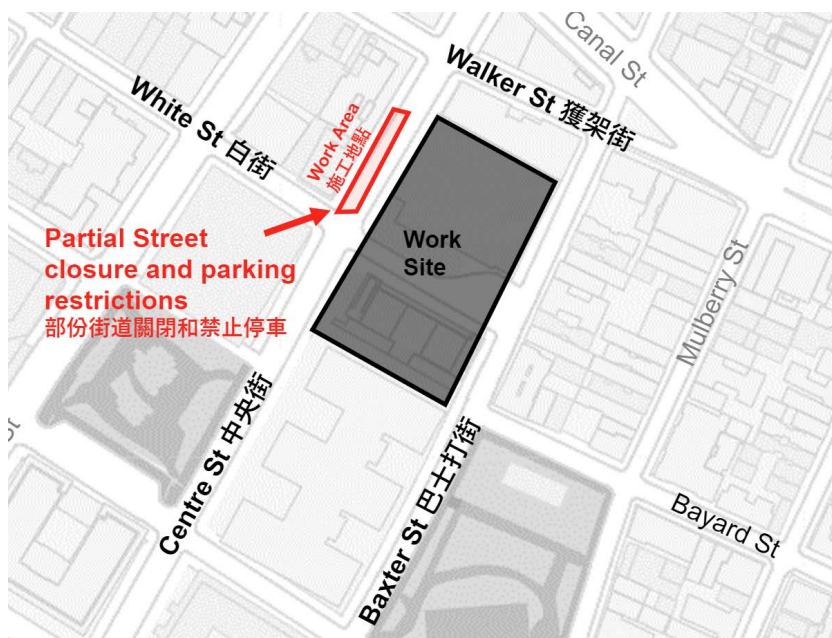 Canal St
Walker St 獲架街
White St 白街
Work Area
施工地點
Partial Street
closure and parking
restrictions
部份街道關閉和禁止停車
Work
Site
Mulberry St
Centre St 中央街
Baxter St 巴士打街
Bayard St
St